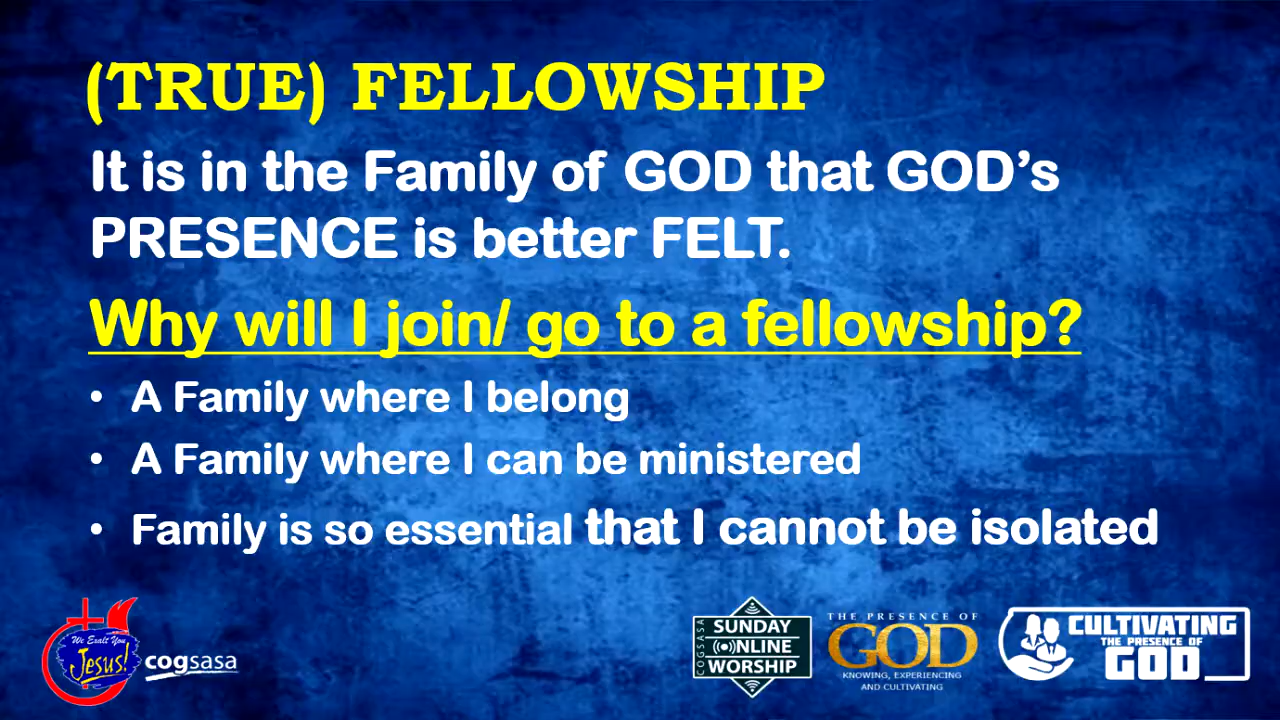 (TRUE) FELLOWSHIP
It is in the Family of GOD that GOD’s
PRESENCE is better FELT.
Why will I join/ go to a fellowship?
• A Family where I belong
• A Family where I can be ministered
• Family is so essential that I cannot be isolated
We Exalt You
Jesus!
cogsasa
COGSASA
SUNDAY
ONLINE
WORSHIP
THE PRESENCE OF
GOD
KNOWING, EXPERIENCING
AND CULTIVATING
CULTIVATING
THE PRESENCE OF
GOD